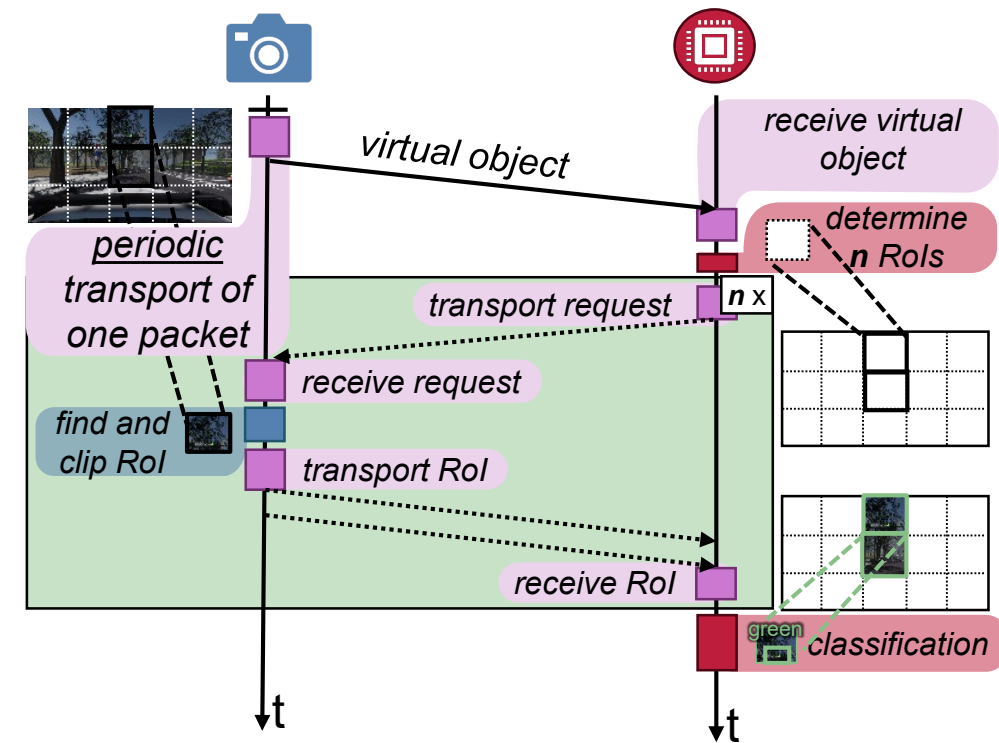 virtual object
receive virtual
object
periodic
transport of
one packet
determine
n RoIs
n x
transport request
receive request
find and
clip RoI
transport RoI
receive RoI
green
classification
t
t